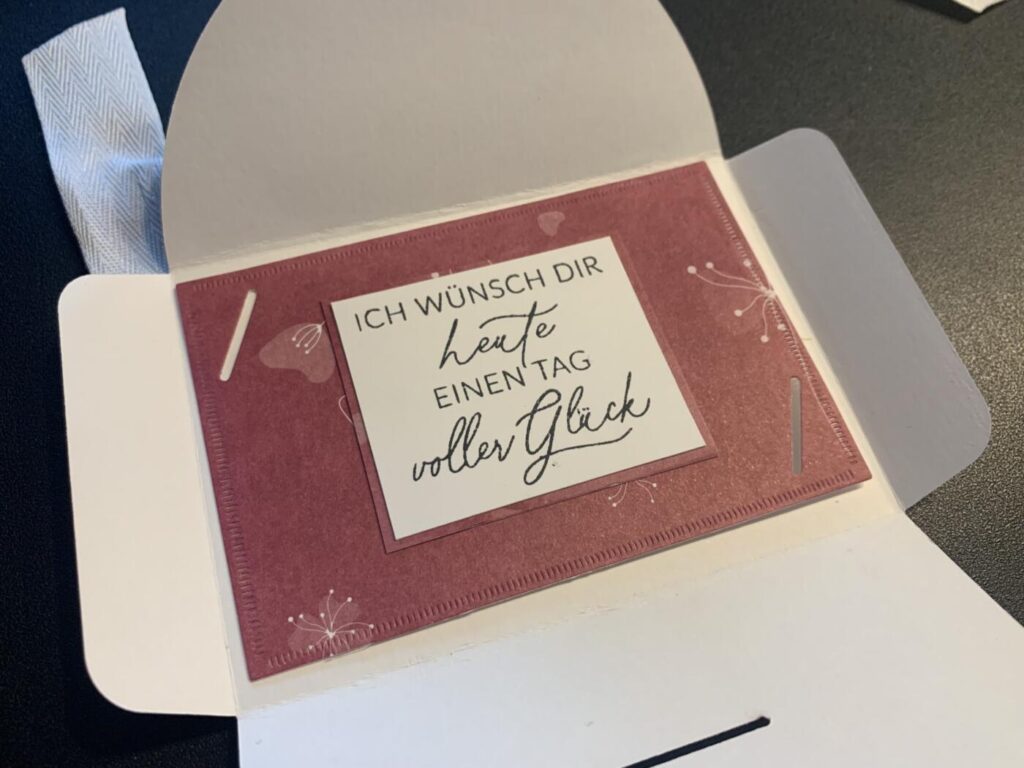 ICH WÜNSCH DIR
heute
EINEN TAG
voller Glück